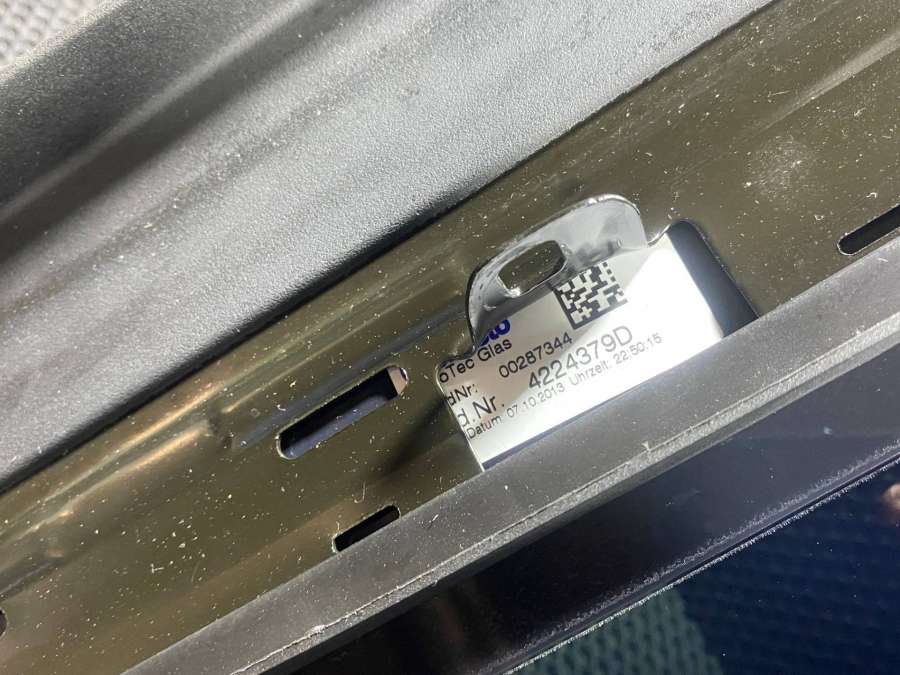 oTec Glas
dNr: 00287344
d.Nr. 4224379D
Datum: 07.10.2013 Uhrzeit: 22:50:15